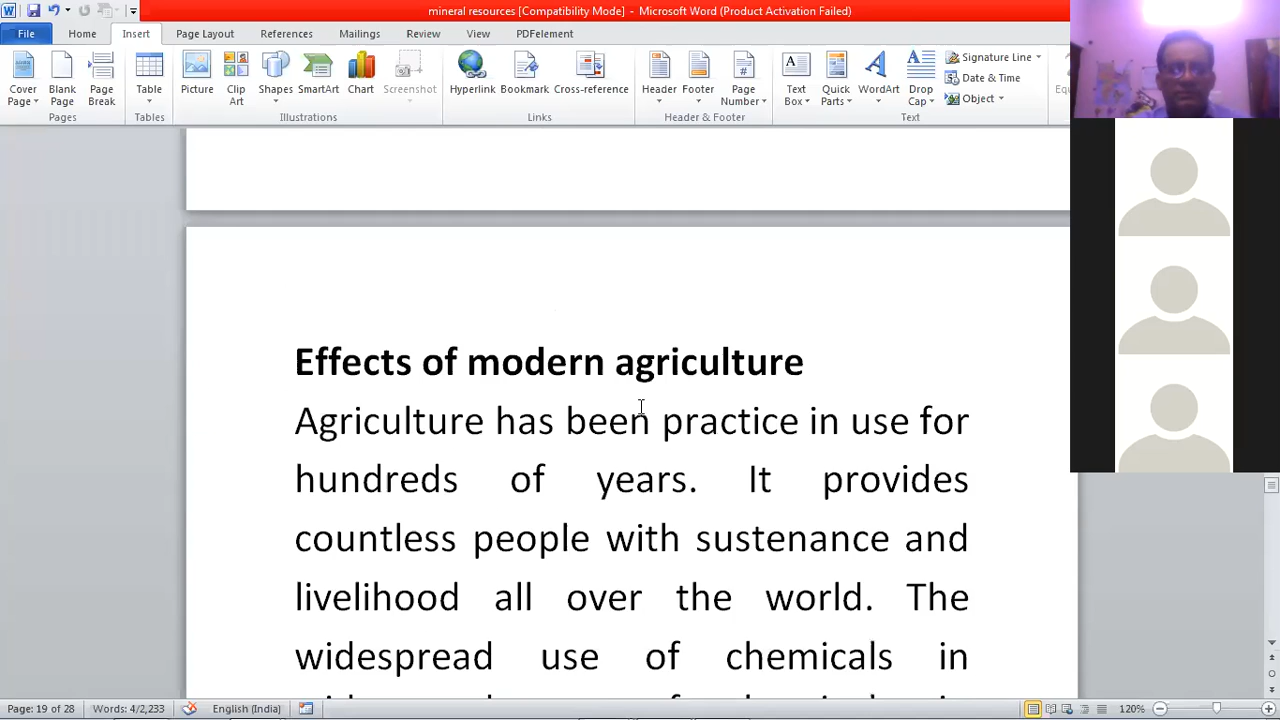 mineral resources [Compatibility Mode] - Microsoft Word (Product Activation Failed)
File Home Insert Page Layout References Mailings Review View PDFelement
Cover Page Blank Page Page Break Table Picture Clip Art Shapes SmartArt Chart Screenshot Hyperlink Bookmark Cross-reference Header Footer Page Number Text Box Quick Parts WordArt Drop Cap Signature Line
Date & Time
Object
Pages Tables Illustrations Links Header & Footer Text
Effects of modern agriculture
Agriculture has been practice in use for
hundreds of years. It provides
countless people with sustenance and
livelihood all over the world. The
widespread use of chemicals in
Page: 19 of 28 Words: 4/2,233 English (India) 120%